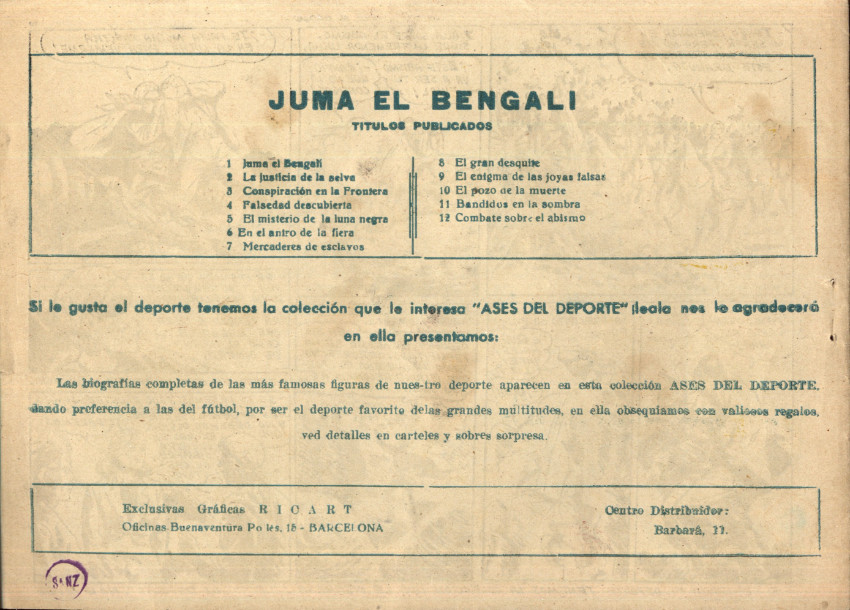 JUMA EL BENGALI
TITULOS PUBLICADOS
1 Juma el Bengali
2 La justicia de la selva
3 Conspiración en la Frontera
4 Falsedad descubierta
5 El misterio de la luna negra
6 En el antro de la fiera
7 Mercaderes de esclavos
8 El gran desquite
9 El enigma de las joyas falsas
10 El pozo de la muerte
11 Bandidos en la sombra
12 Combate sobre el abismo
Si le gusta el deporte tenemos la colección que le interesa "ASES DEL DEPORTE" ¡leala nos lo agradecerá
en ella presentamos:
Las biografías completas de las más famosas figuras de nues-tro deporte aparecen en esta colección ASES DEL DEPORTE,
dando preferencia a las del fútbol, por ser el deporte favorito delas grandes multitudes, en ella obsequiamos con valiosos regalos,
ved detalles en carteles y sobres sorpresa.
Exclusivas Gráficas RICART
Oficinas Buenaventura Po les, 15 - BARCELONA
Centro Distribuidor:
Barbará,